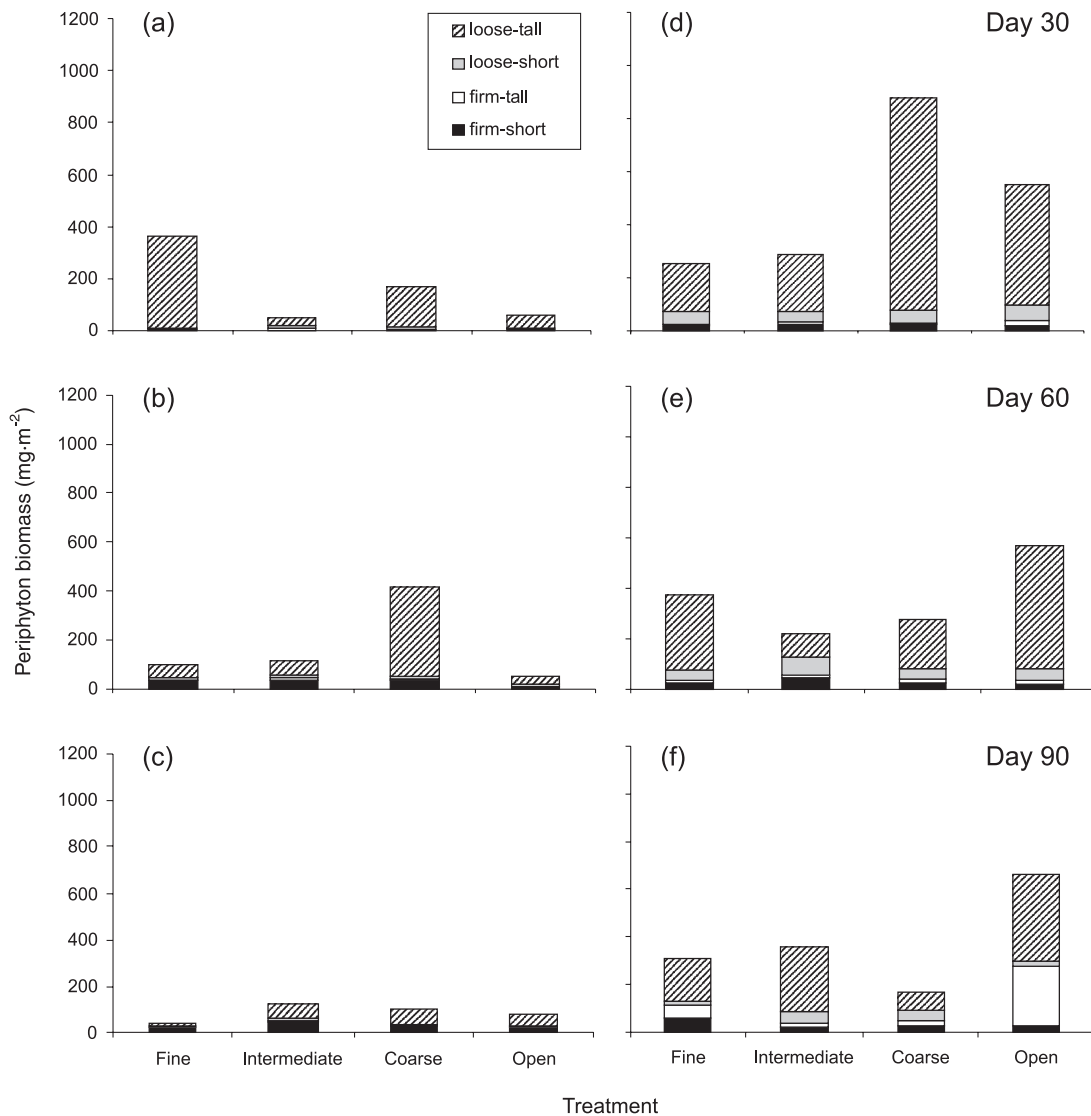 (a)
(d)
Day 30
loose-tall
loose-short
firm-tall
firm-short
1200
1000
800
600
400
200
0
(b)
(e)
Day 60
1200
1000
800
600
400
200
0
Periphyton biomass (mg·m-2)
(c)
(f)
Day 90
1200
1000
800
600
400
200
0
Fine Intermediate Coarse Open
Fine Intermediate Coarse Open
Treatment